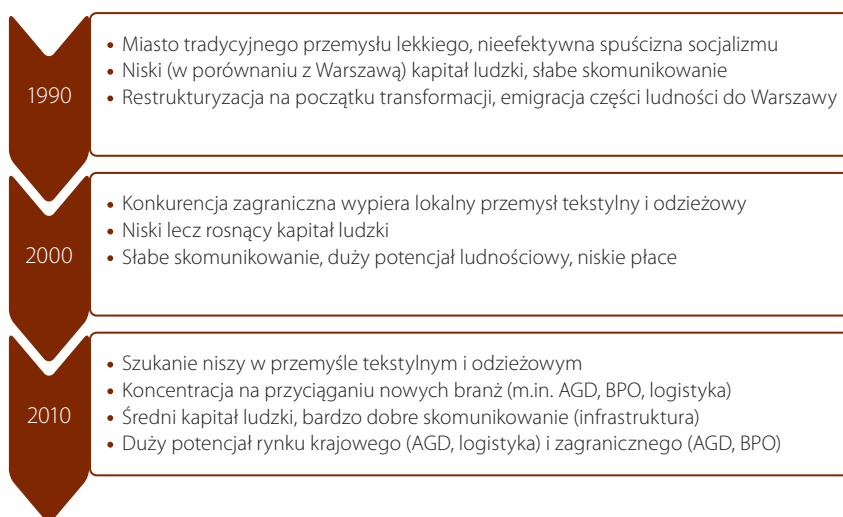 1990
• Miasto tradycyjnego przemysłu lekkiego, nieefektywna spuścizna socjalizmu
• Niski (w porównaniu z Warszawą) kapitał ludzki, słabe skomunikowanie
• Restrukturyzacja na początku transformacji, emigracja części ludności do Warszawy
2000
• Konkurencja zagraniczna wypiera lokalny przemysł tekstylny i odzieżowy
• Niski lecz rosnący kapitał ludzki
• Słabe skomunikowanie, duży potencjał ludnościowy, niskie płace
2010
• Szukanie niszy w przemyśle tekstylnym i odzieżowym
• Koncentracja na przyciąganiu nowych branż (m.in. AGD, BPO, logistyka)
• Średni kapitał ludzki, bardzo dobre skomunikowanie (infrastruktura)
• Duży potencjał rynku krajowego (AGD, logistyka) i zagranicznego (AGD, BPO)